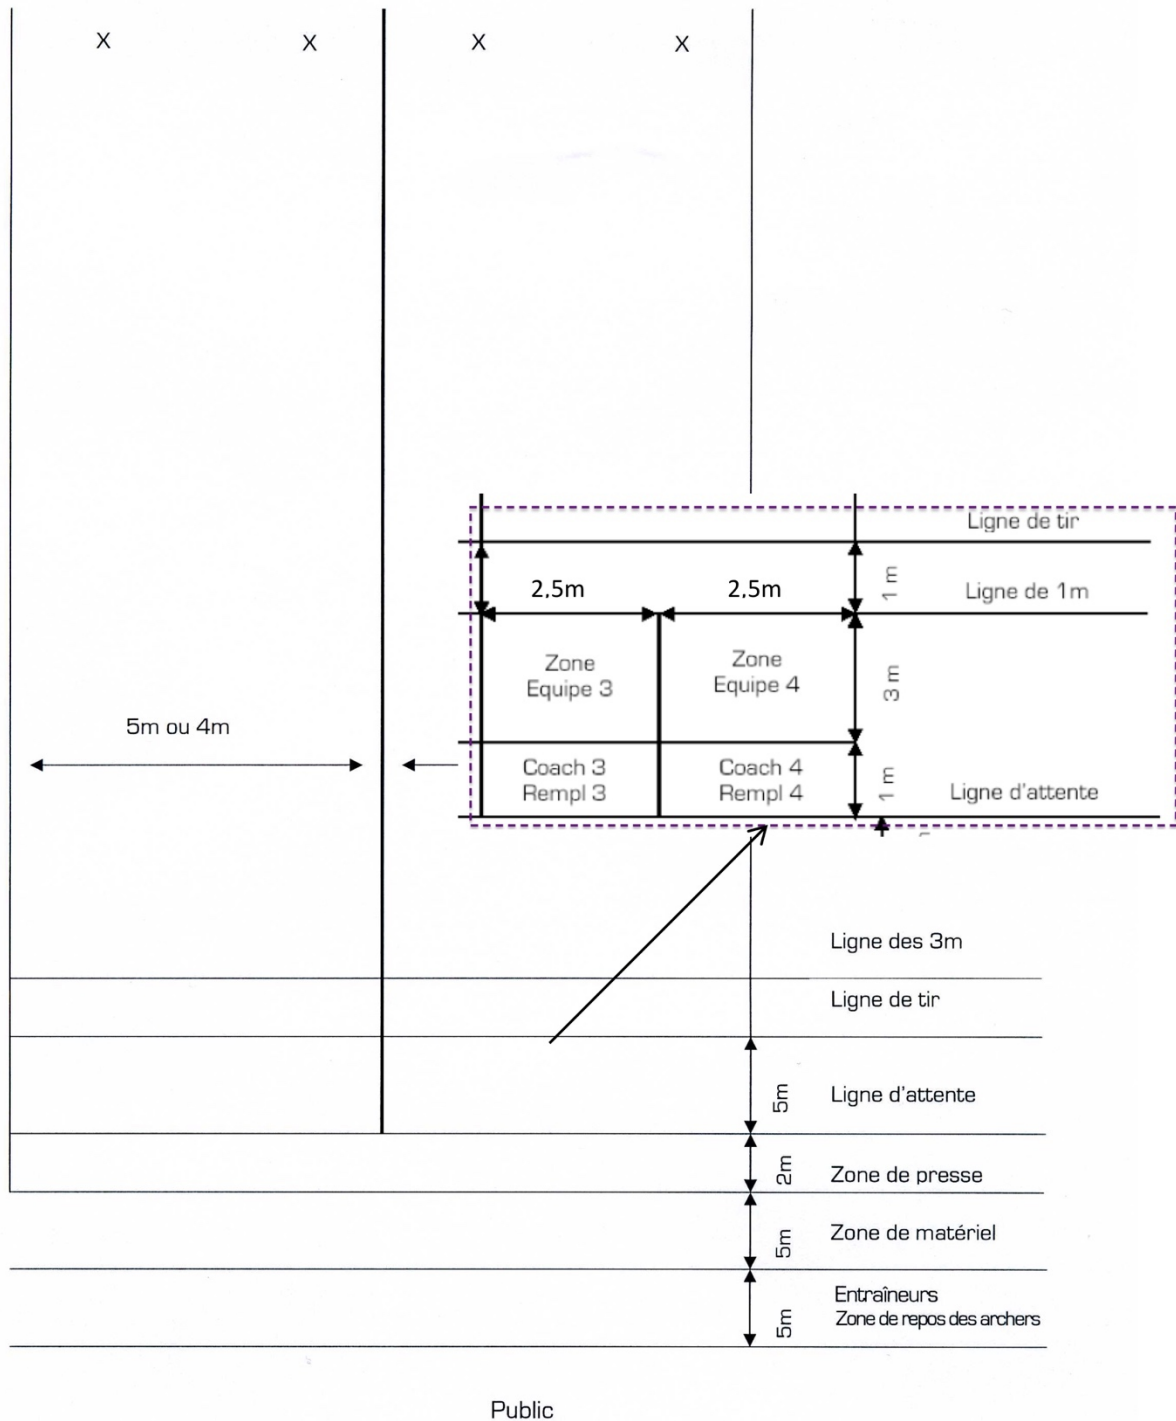 X X X X
Ligne de tir
1 m
2,5m 2,5m
Ligne de 1m
Zone
Equipe 3
Zone
Equipe 4
3 m
5m ou 4m
Coach 3
Rempl 3
Coach 4
Rempl 4
1 m
Ligne d'attente
Ligne des 3m
Ligne de tir
5m
Ligne d'attente
2m
Zone de presse
5m
Zone de matériel
5m
Entraîneurs
Zone de repos des archers
Public